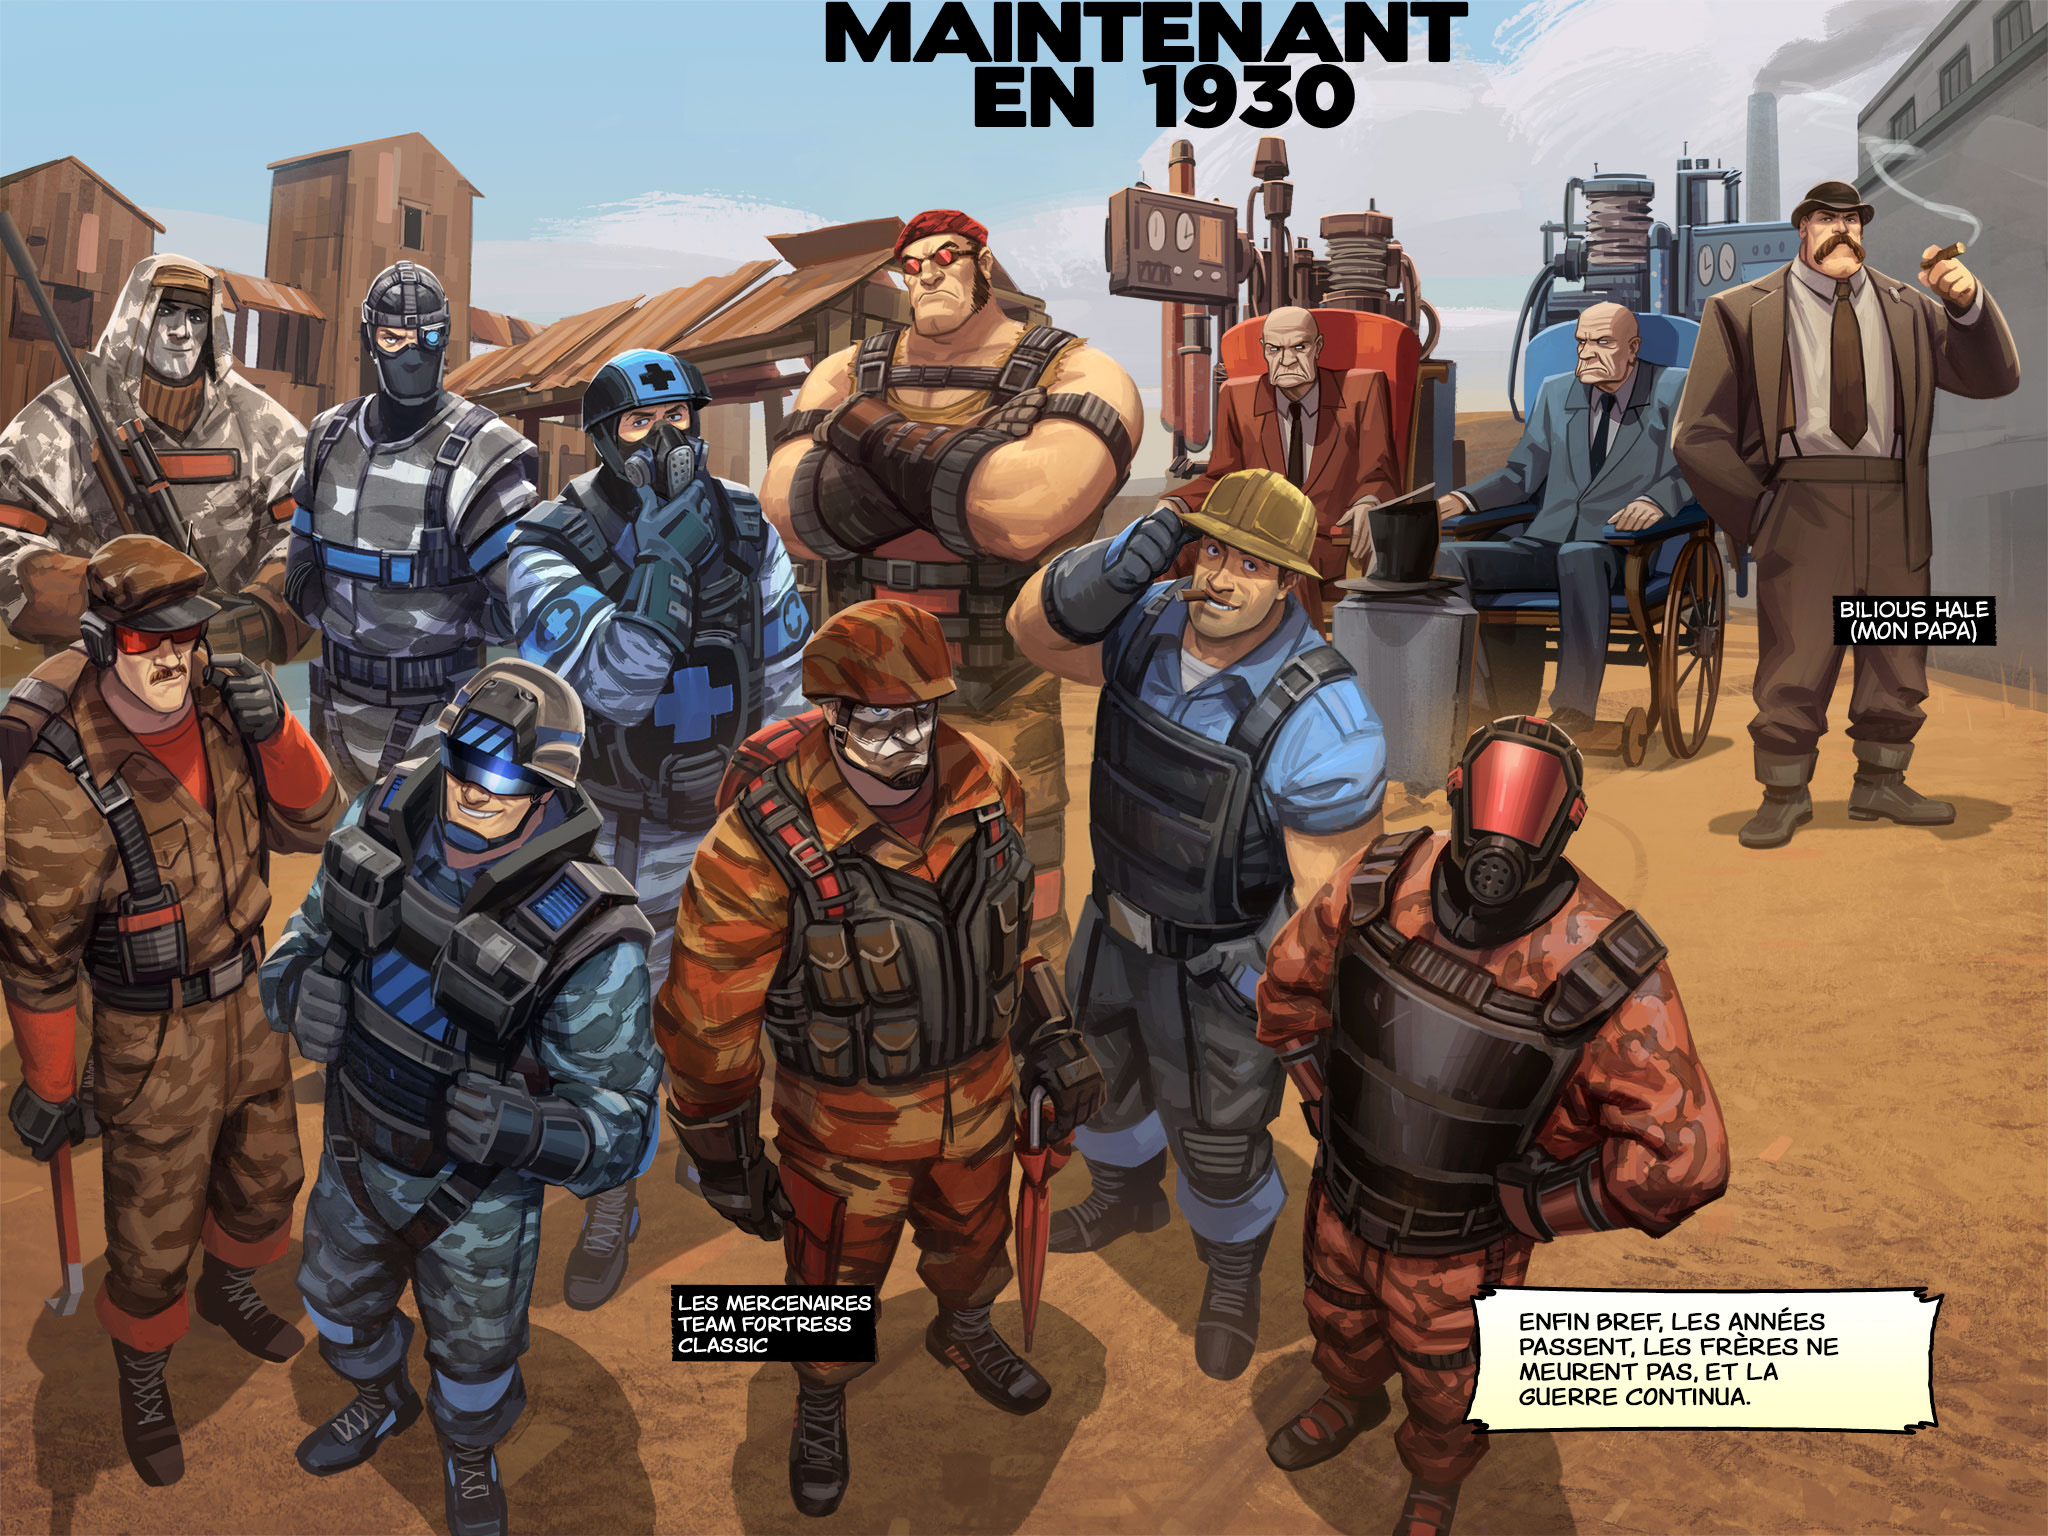 MAINTENANT
EN 1930
BILIOUS HALE
(MON PAPA)
LES MERCENAIRES
TEAM FORTRESS
CLASSIC
ENFIN BREF, LES ANNÉES
PASSENT, LES FRÈRES NE
MEURENT PAS, ET LA
GUERRE CONTINUA.